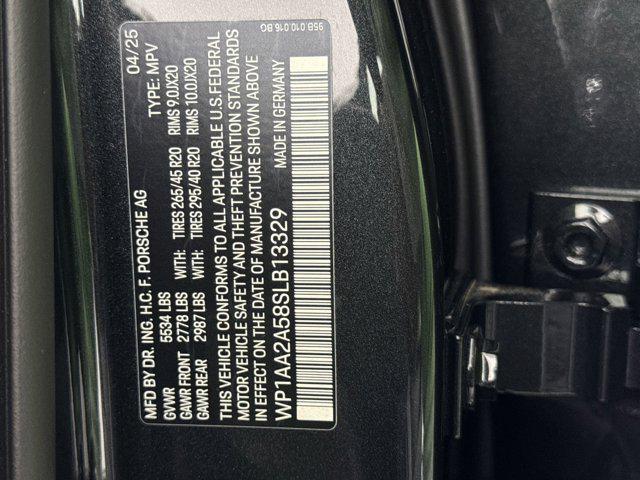 MFD BY DR. ING. H.C. F. PORSCHE AG 04/25
GVWR 5534 LBS TYPE: MPV
GAWR FRONT 2778 LBS WITH: TIRES 265/45 R20 RIMS 9.0JX20
GAWR REAR 2987 LBS WITH: TIRES 295/40 R20 RIMS 10.0JX20
THIS VEHICLE CONFORMS TO ALL APPLICABLE U.S. FEDERAL
MOTOR VEHICLE SAFETY AND THEFT PREVENTION STANDARDS
IN EFFECT ON THE DATE OF MANUFACTURE SHOWN ABOVE
WP1AA2A58SLB13329 MADE IN GERMANY
95B.010.016.BG